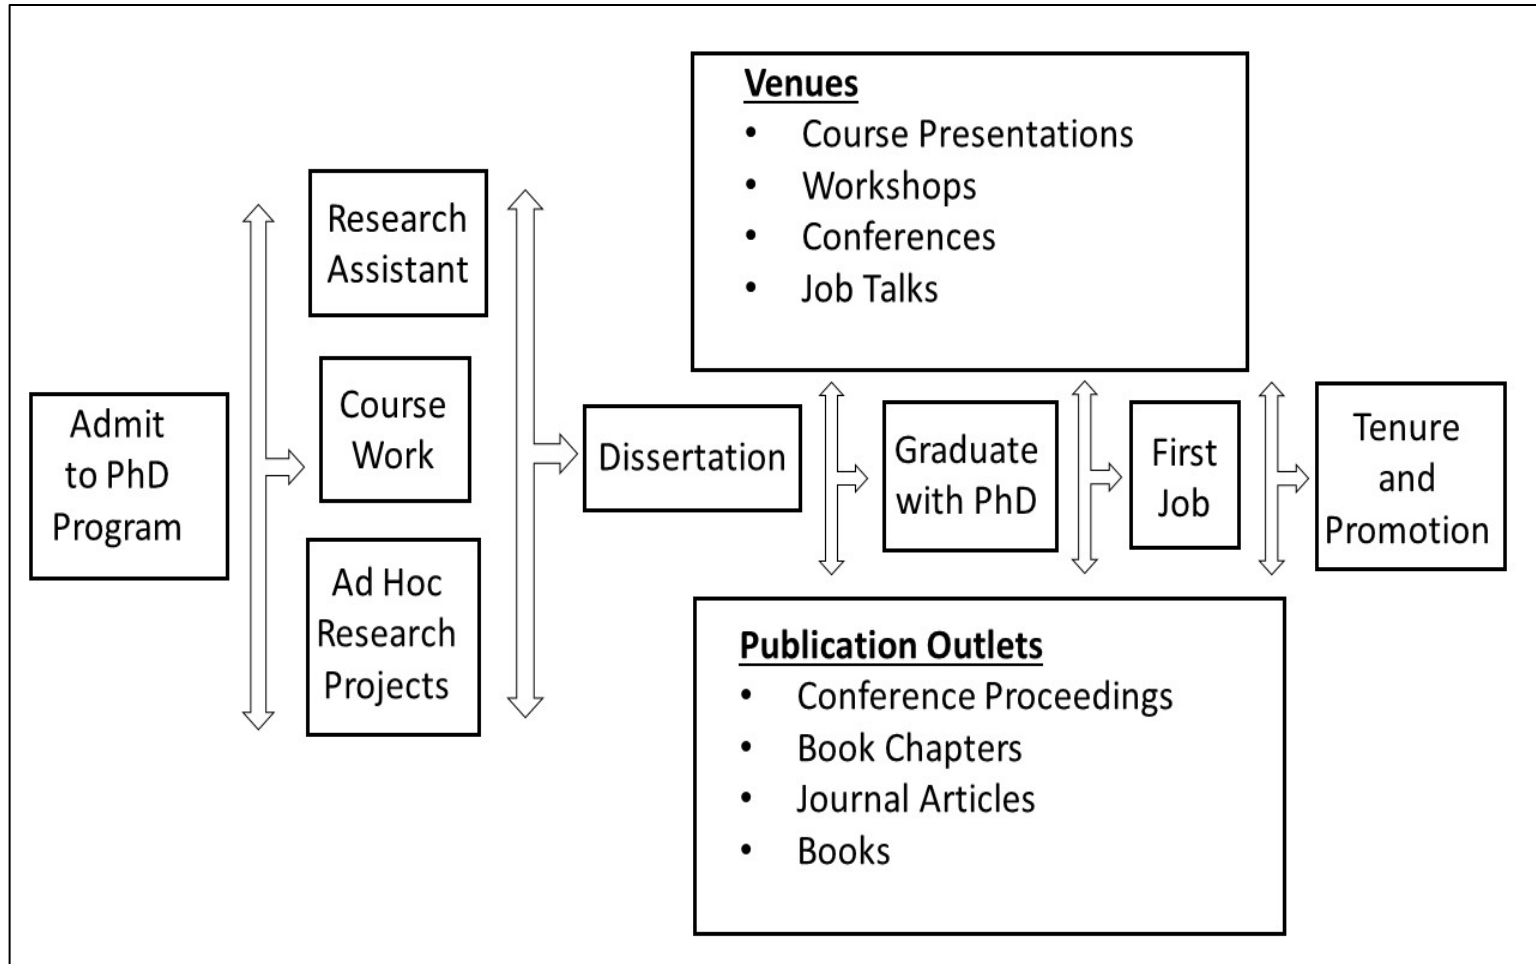 Admit
to PhD
Program
Research
Assistant
Course
Work
Ad Hoc
Research
Projects
Dissertation
Venues
• Course Presentations
• Workshops
• Conferences
• Job Talks
Graduate
with PhD
First
Job
Tenure
and
Promotion
Publication Outlets
• Conference Proceedings
• Book Chapters
• Journal Articles
• Books